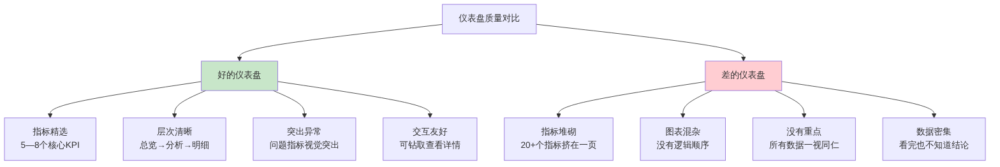 仪表盘质量对比
好的仪表盘
差的仪表盘
指标精选
5—8个核心KPI
层次清晰
总览→分析→明细
突出异常
问题指标视觉突出
交互友好
可钻取查看详情
指标堆砌
20+个指标挤在一页
图表混杂
没有逻辑顺序
没有重点
所有数据一视同仁
数据密集
看完也不知道结论